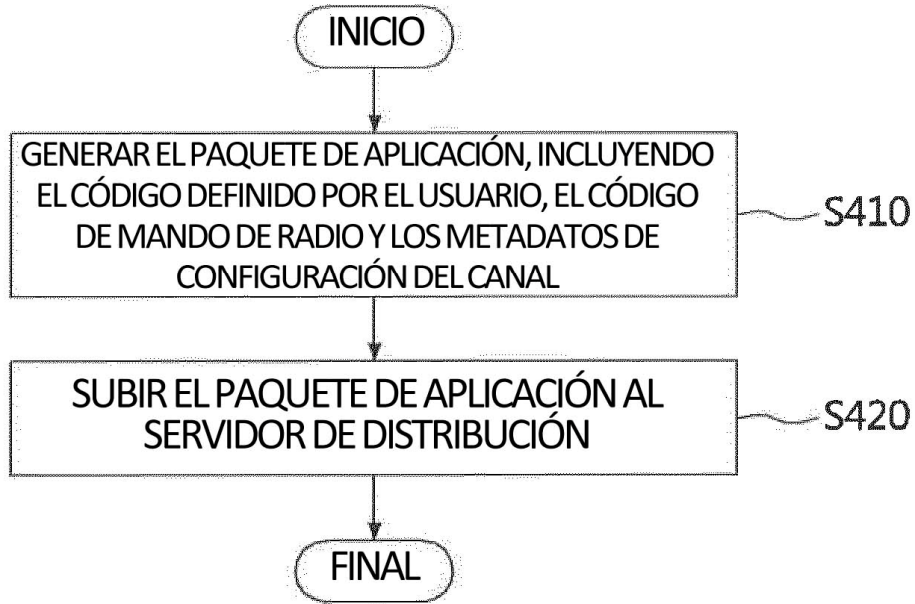 INICIO
GENERAR EL PAQUETE DE APLICACIÓN, INCLUYENDO
EL CÓDIGO DEFINIDO POR EL USUARIO, EL CÓDIGO
DE MANDO DE RADIO Y LOS METADATOS DE
CONFIGURACIÓN DEL CANAL
S410
SUBIR EL PAQUETE DE APLICACIÓN AL
SERVIDOR DE DISTRIBUCIÓN
S420
FINAL